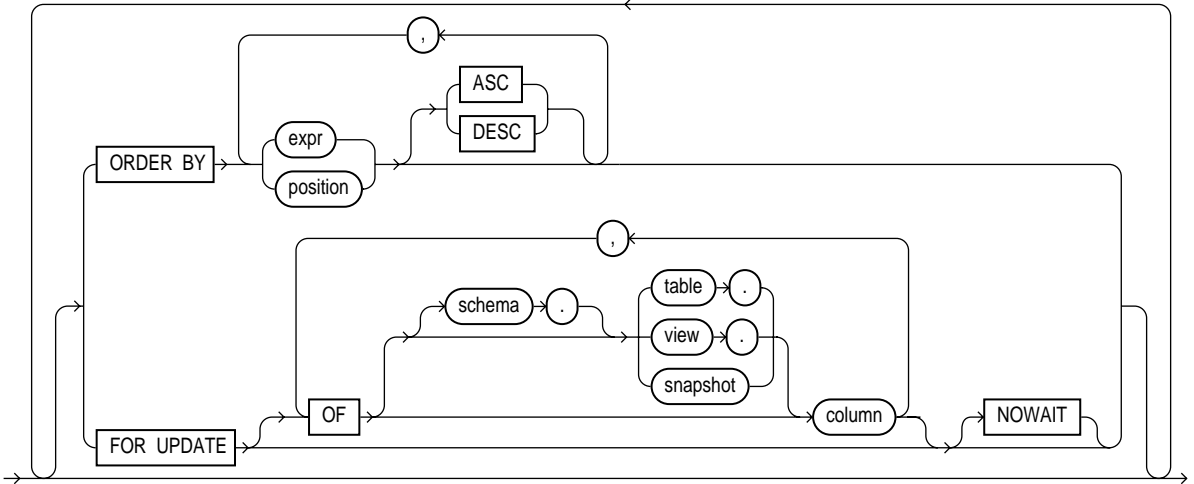 ,
ASC
expr
DESC
ORDER BY
position
,
table .
schema .
view .
snapshot
OF
column
NOWAIT
FOR UPDATE